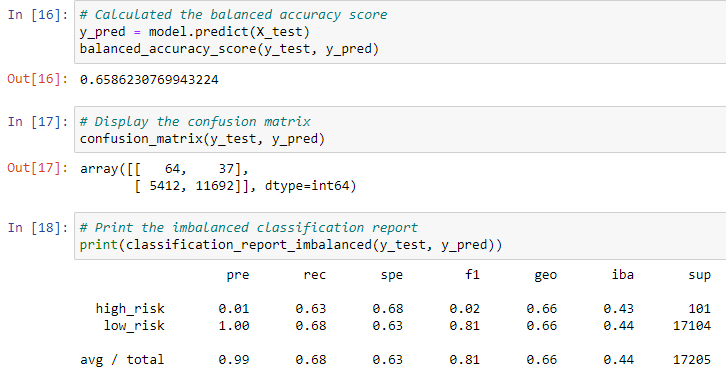 In [16]: # Calculated the balanced accuracy score
y_pred = model.predict(X_test)
balanced_accuracy_score(y_test, y_pred)
Out[16]: 0.6586230769943224
In [17]: # Display the confusion matrix
confusion_matrix(y_test, y_pred)
Out[17]: array([[   64,    37],
       [ 5412, 11692]], dtype=int64)
In [18]: # Print the imbalanced classification report
print(classification_report_imbalanced(y_test, y_pred))
pre rec spe f1 geo iba sup
high_risk 0.01 0.63 0.68 0.02 0.66 0.43 101
low_risk 1.00 0.68 0.63 0.81 0.66 0.44 17104
avg / total 0.99 0.68 0.63 0.81 0.66 0.44 17205